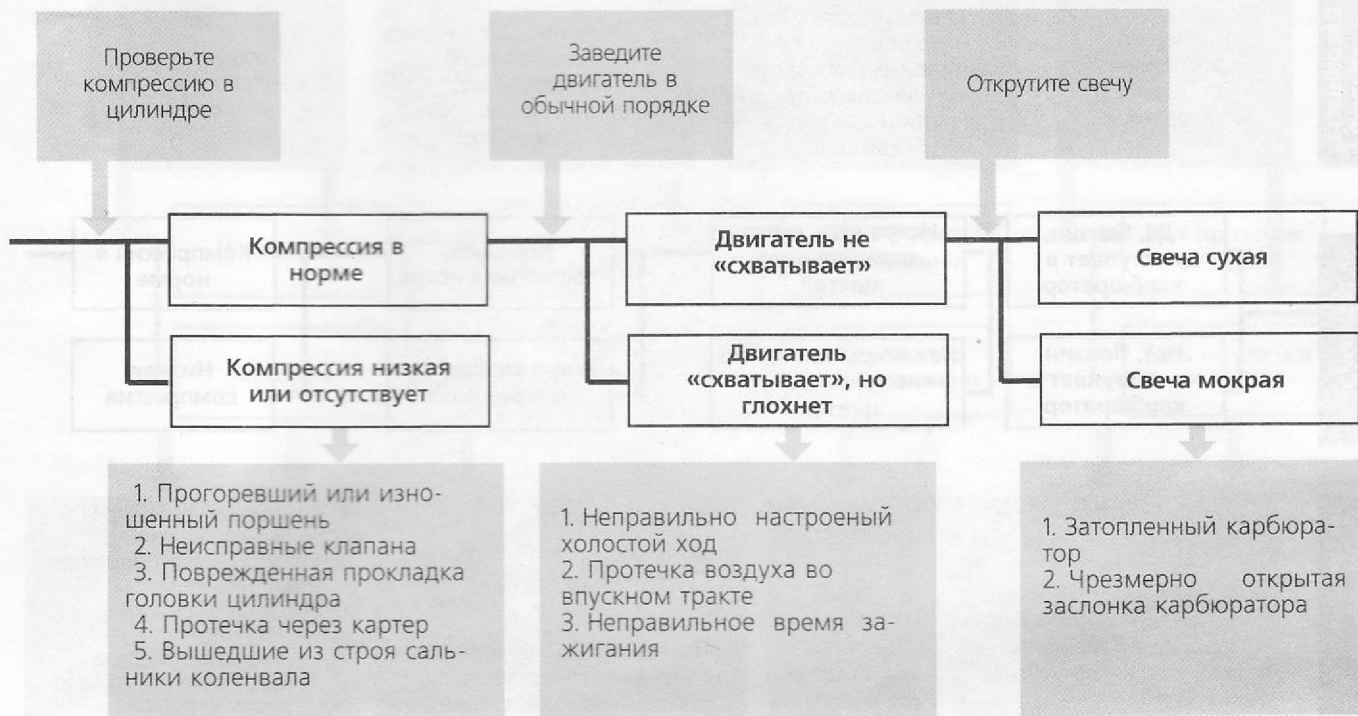 Проверьте
компрессию в
цилиндре
Заведите
двигатель в
обычной порядке
Открутите свечу
Компрессия в
норме
Двигатель не
«схватывает»
Свеча сухая
Компрессия низкая
или отсутствует
Двигатель
«схватывает», но
глохнет
Свеча мокрая
1. Прогоревший или изно-
шенный поршень
2. Неисправные клапана
3. Поврежденная прокладка
головки цилиндра
4. Протечка через картер
5. Вышедшие из строя саль-
ники коленвала
1. Неправильно настроеный
холостой ход
2. Протечка воздуха во
впускном тракте
3. Неправильное время за-
жигания
1. Затопленный карбюра-
тор
2. Чрезмерно открытая
заслонка карбюратора